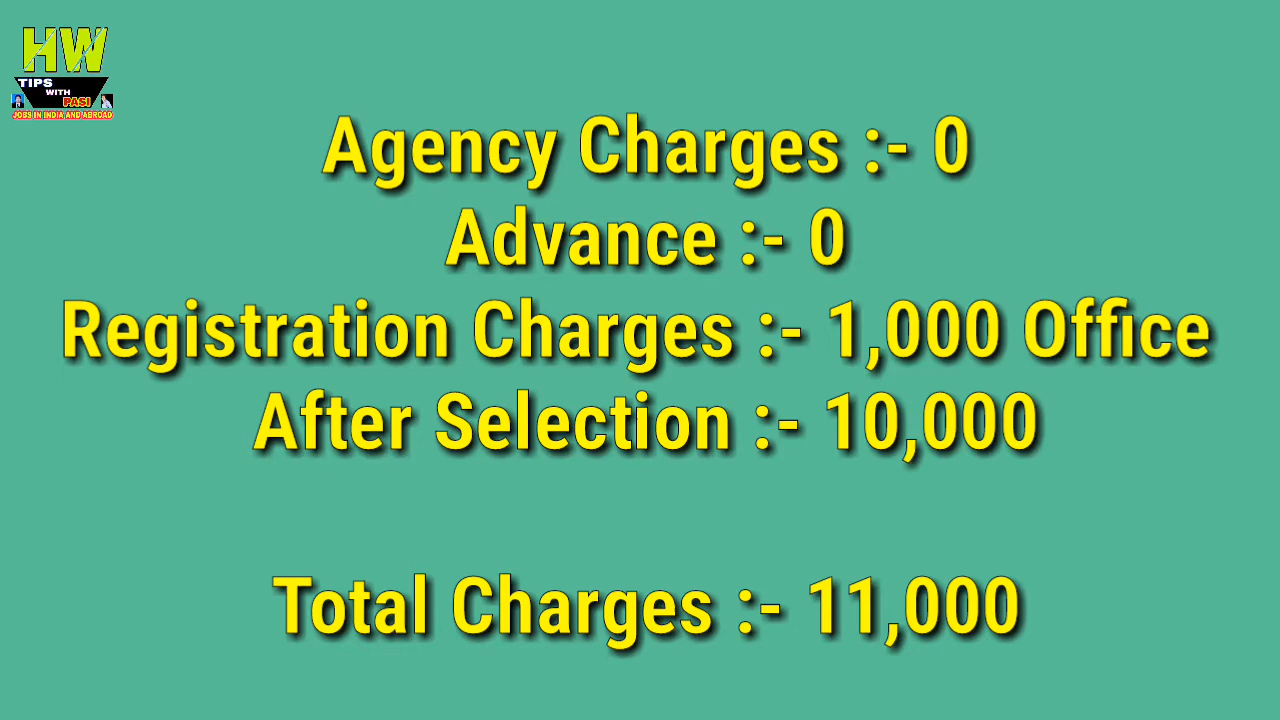 HW
TIPS
WITH
PASI
JOBS IN INDIA AND ABROAD
Agency Charges :- 0
Advance :- 0
Registration Charges :- 1,000 Office
After Selection :- 10,000
Total Charges :- 11,000